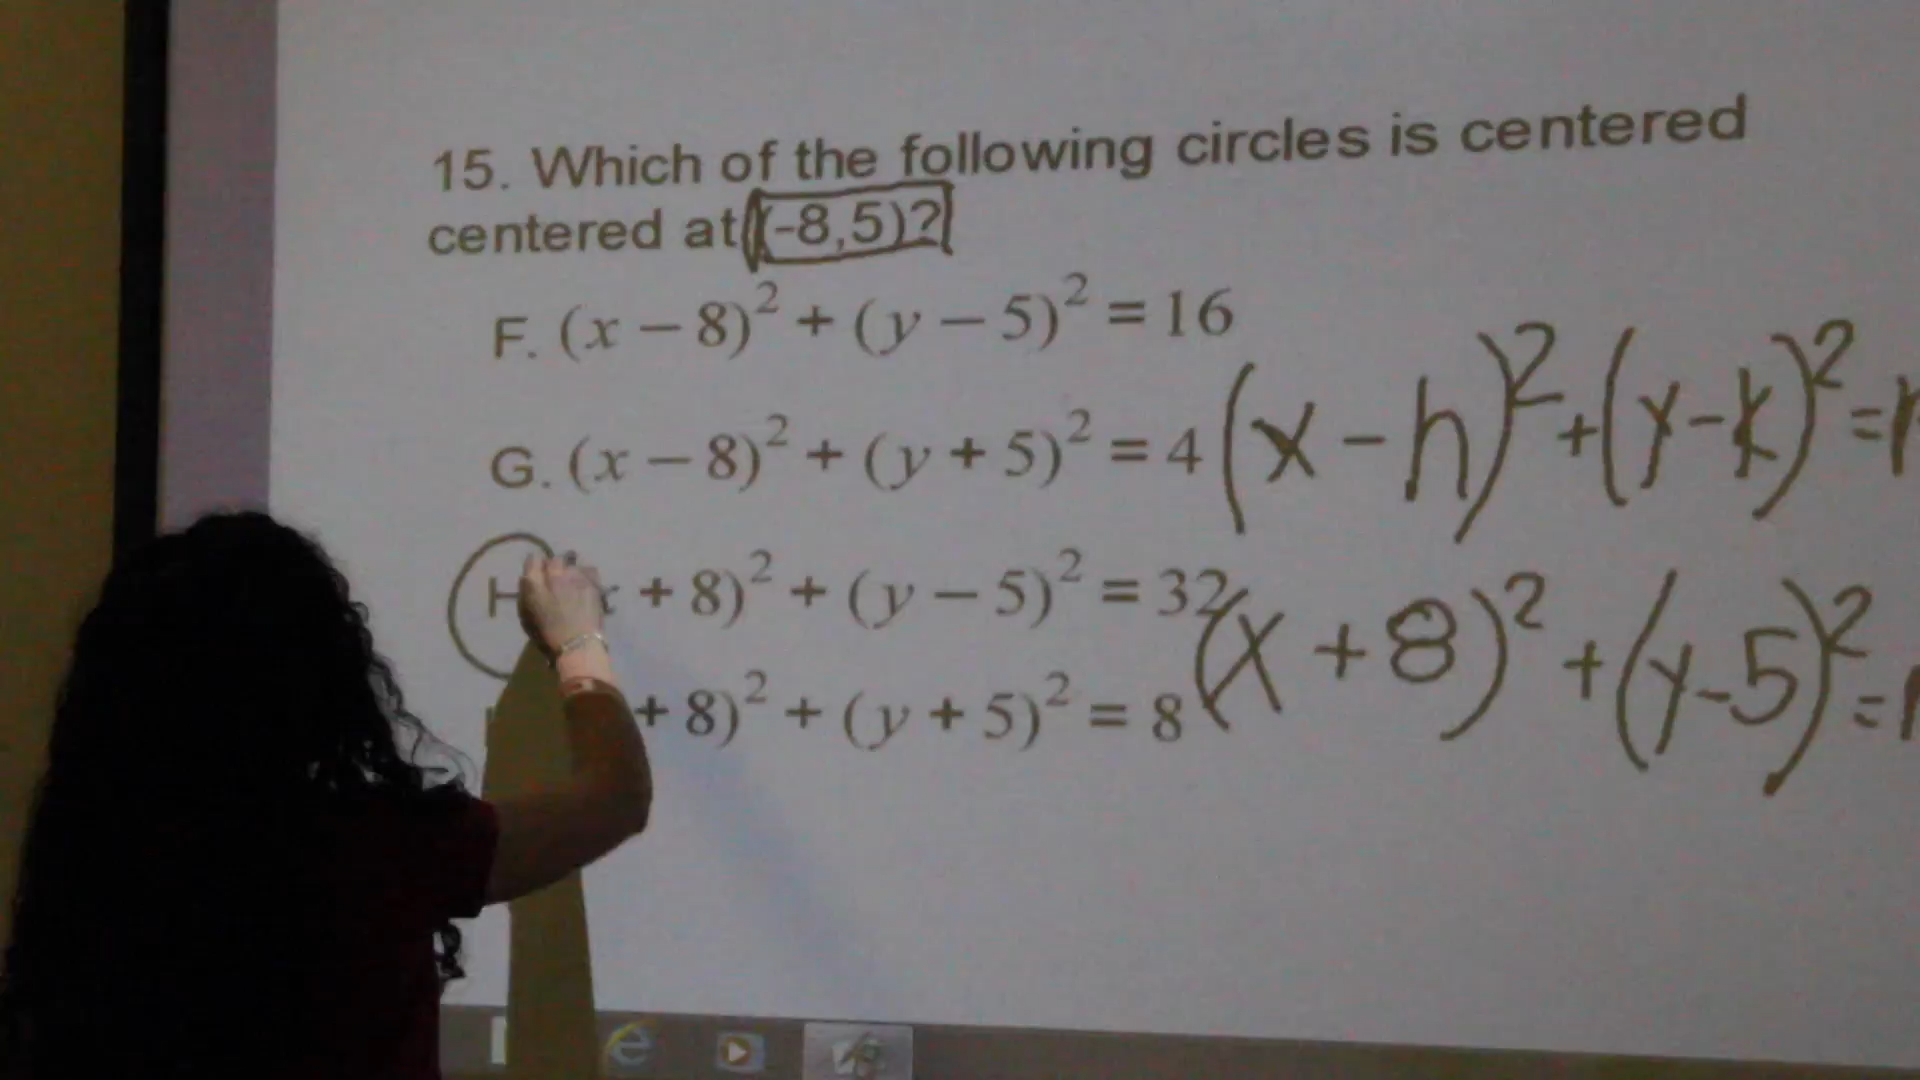 15. Which of the following circles is centered
centered at (-8,5)?
F. (x − 8)² + (y − 5)² = 16
G. (x − 8)² + (y + 5)² = 4
(x − h)² + (y − k)² =
H + 8)² + (y − 5)² = 32
(x + 8)² + (y − 5)² =
+ 8)² + (y + 5)² = 8